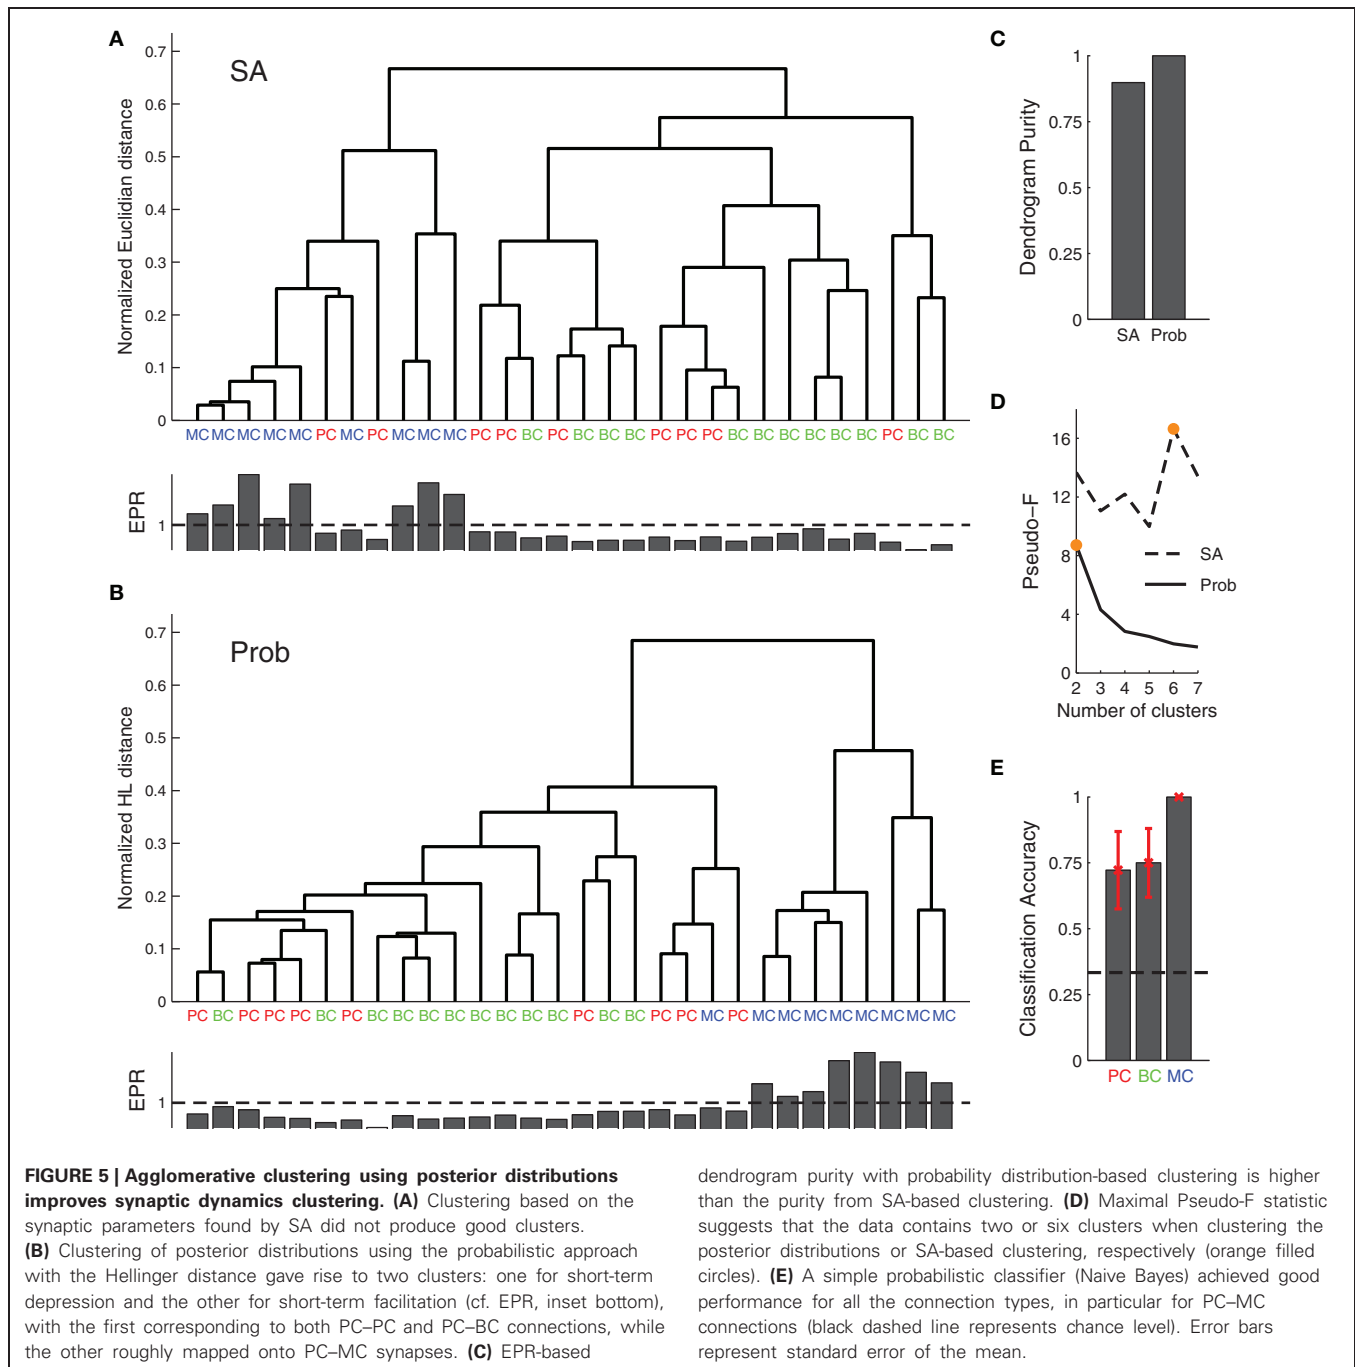 A
SA
Normalized Euclidian distance
0.7
0.6
0.5
0.4
0.3
0.2
0.1
0
MC MC MC MC MC PC MC PC MC MC MC PC PC BC PC BC BC BC PC PC PC BC BC BC BC BC BC PC BC BC
EPR
1
B
Prob
Normalized HL distance
0.7
0.6
0.5
0.4
0.3
0.2
0.1
0
PC BC PC PC PC BC PC BC BC BC BC BC BC BC BC PC BC BC PC PC MC PC MC MC MC MC MC MC MC MC
EPR
1
C
Dendrogram Purity
1
0.75
0.5
0.25
0
SA Prob
D
Pseudo–F
16
12
8
4
0
SA
Prob
2 3 4 5 6 7
Number of clusters
E
Classification Accuracy
1
0.75
0.5
0.25
0
PC BC MC
FIGURE 5 | Agglomerative clustering using posterior distributions
improves synaptic dynamics clustering. (A) Clustering based on the
synaptic parameters found by SA did not produce good clusters.
(B) Clustering of posterior distributions using the probabilistic approach
with the Hellinger distance gave rise to two clusters: one for short-term
depression and the other for short-term facilitation (cf. EPR, inset bottom),
with the first corresponding to both PC–PC and PC–BC connections, while
the other roughly mapped onto PC–MC synapses. (C) EPR-based
dendrogram purity with probability distribution-based clustering is higher
than the purity from SA-based clustering. (D) Maximal Pseudo-F statistic
suggests that the data contains two or six clusters when clustering the
posterior distributions or SA-based clustering, respectively (orange filled
circles). (E) A simple probabilistic classifier (Naive Bayes) achieved good
performance for all the connection types, in particular for PC–MC
connections (black dashed line represents chance level). Error bars
represent standard error of the mean.